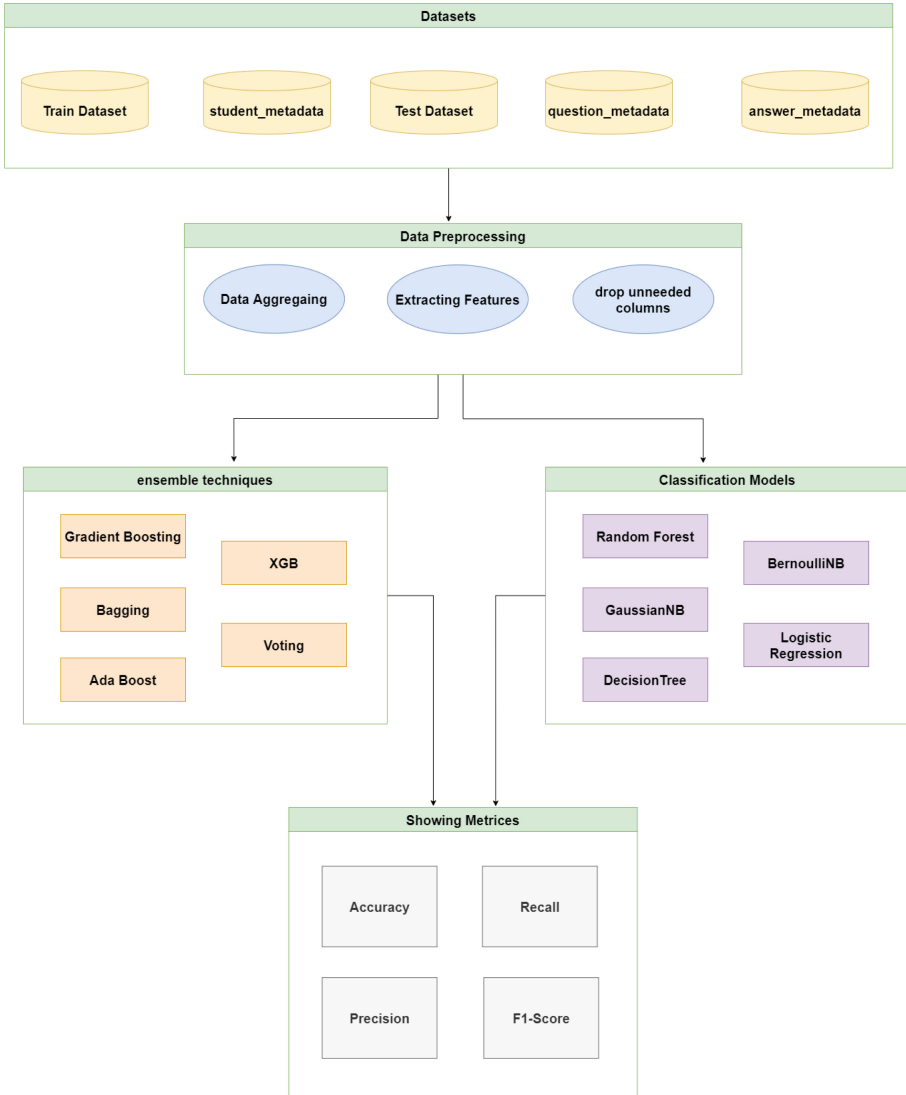 Datasets
Train Dataset
student_metadata
Test Dataset
question_metadata
answer_metadata
Data Preprocessing
Data Aggregaing
Extracting Features
drop unneeded
columns
ensemble techniques
Gradient Boosting
XGB
Bagging
Voting
Ada Boost
Classification Models
Random Forest
BernoulliNB
GaussianNB
Logistic
Regression
DecisionTree
Showing Metrices
Accuracy
Recall
Precision
F1-Score